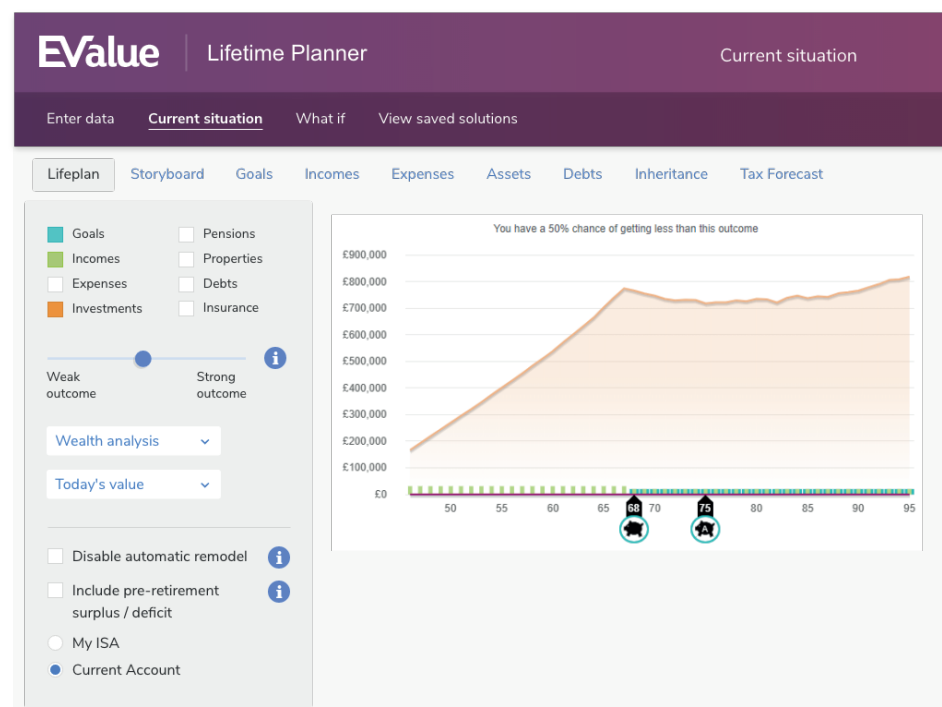 EValue
Lifetime Planner
Current situation
Enter data
Current situation
What if
View saved solutions
Lifeplan
Storyboard
Goals
Incomes
Expenses
Assets
Debts
Inheritance
Tax Forecast
Goals
Pensions
Incomes
Properties
Expenses
Debts
Investments
Insurance
i
Weak
outcome
Strong
outcome
Wealth analysis
Today's value
Disable automatic remodel
i
Include pre-retirement
surplus / deficit
i
My ISA
Current Account
You have a 50% chance of getting less than this outcome
£900,000
£800,000
£700,000
£600,000
£500,000
£400,000
£300,000
£200,000
£100,000
£0
50
55
60
65
68
70
75
80
85
90
95
A